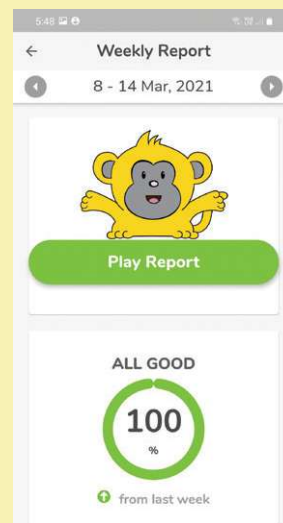 5:48
Weekly Report
8 - 14 Mar, 2021
Play Report
ALL GOOD
100
%
from last week